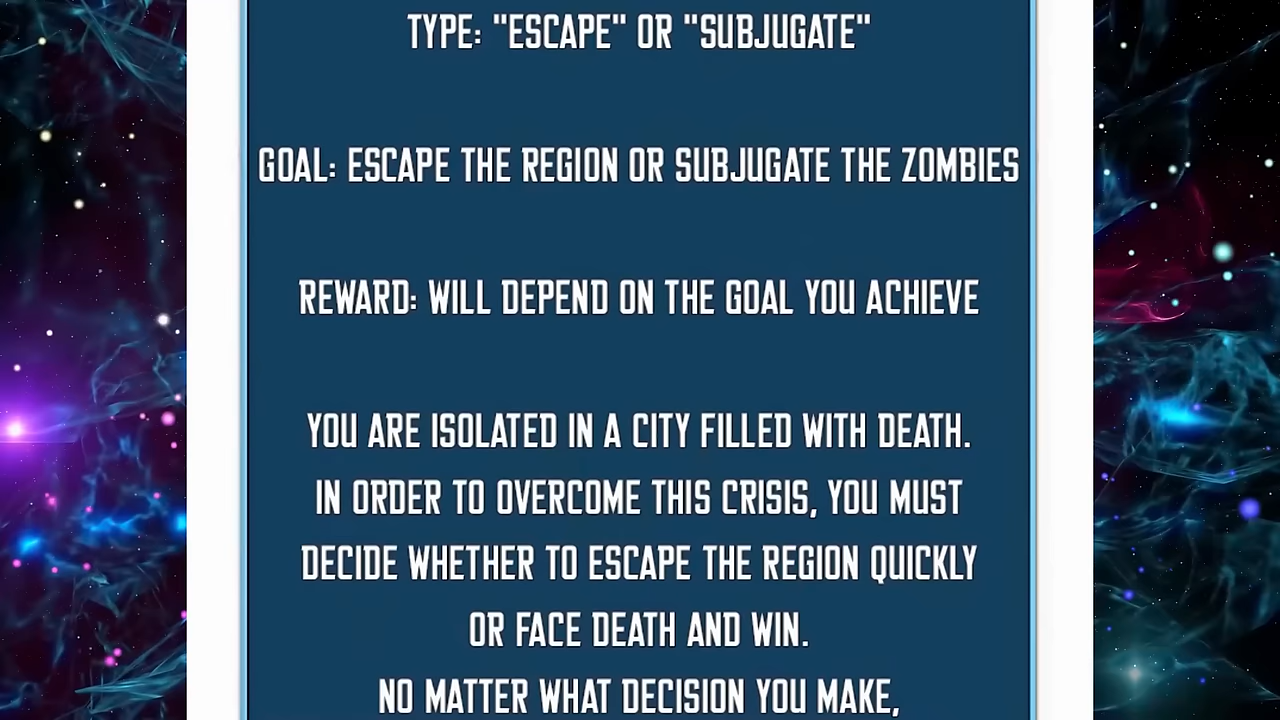 TYPE: "ESCAPE" OR "SUBJUGATE"
GOAL: ESCAPE THE REGION OR SUBJUGATE THE ZOMBIES
REWARD: WILL DEPEND ON THE GOAL YOU ACHIEVE
YOU ARE ISOLATED IN A CITY FILLED WITH DEATH.
IN ORDER TO OVERCOME THIS CRISIS, YOU MUST
DECIDE WHETHER TO ESCAPE THE REGION QUICKLY
OR FACE DEATH AND WIN.
NO MATTER WHAT DECISION YOU MAKE,